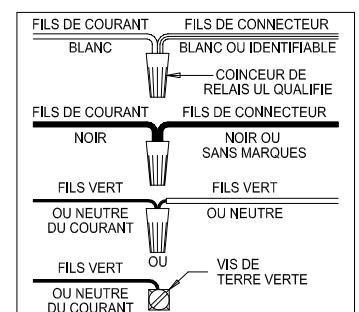 FILS DE COURANT FILS DE CONNECTEUR
BLANC BLANC OU IDENTIFIABLE
COINCEUR DE
RELAIS UL QUALIFIE
FILS DE COURANT FILS DE CONNECTEUR
NOIR NOIR OU
SANS MARQUES
FILS VERT FILS VERT
OU NEUTRE OU NEUTRE
DU COURANT
OU
FILS VERT VIS DE
TERRE VERTE
OU NEUTRE
DU COURANT